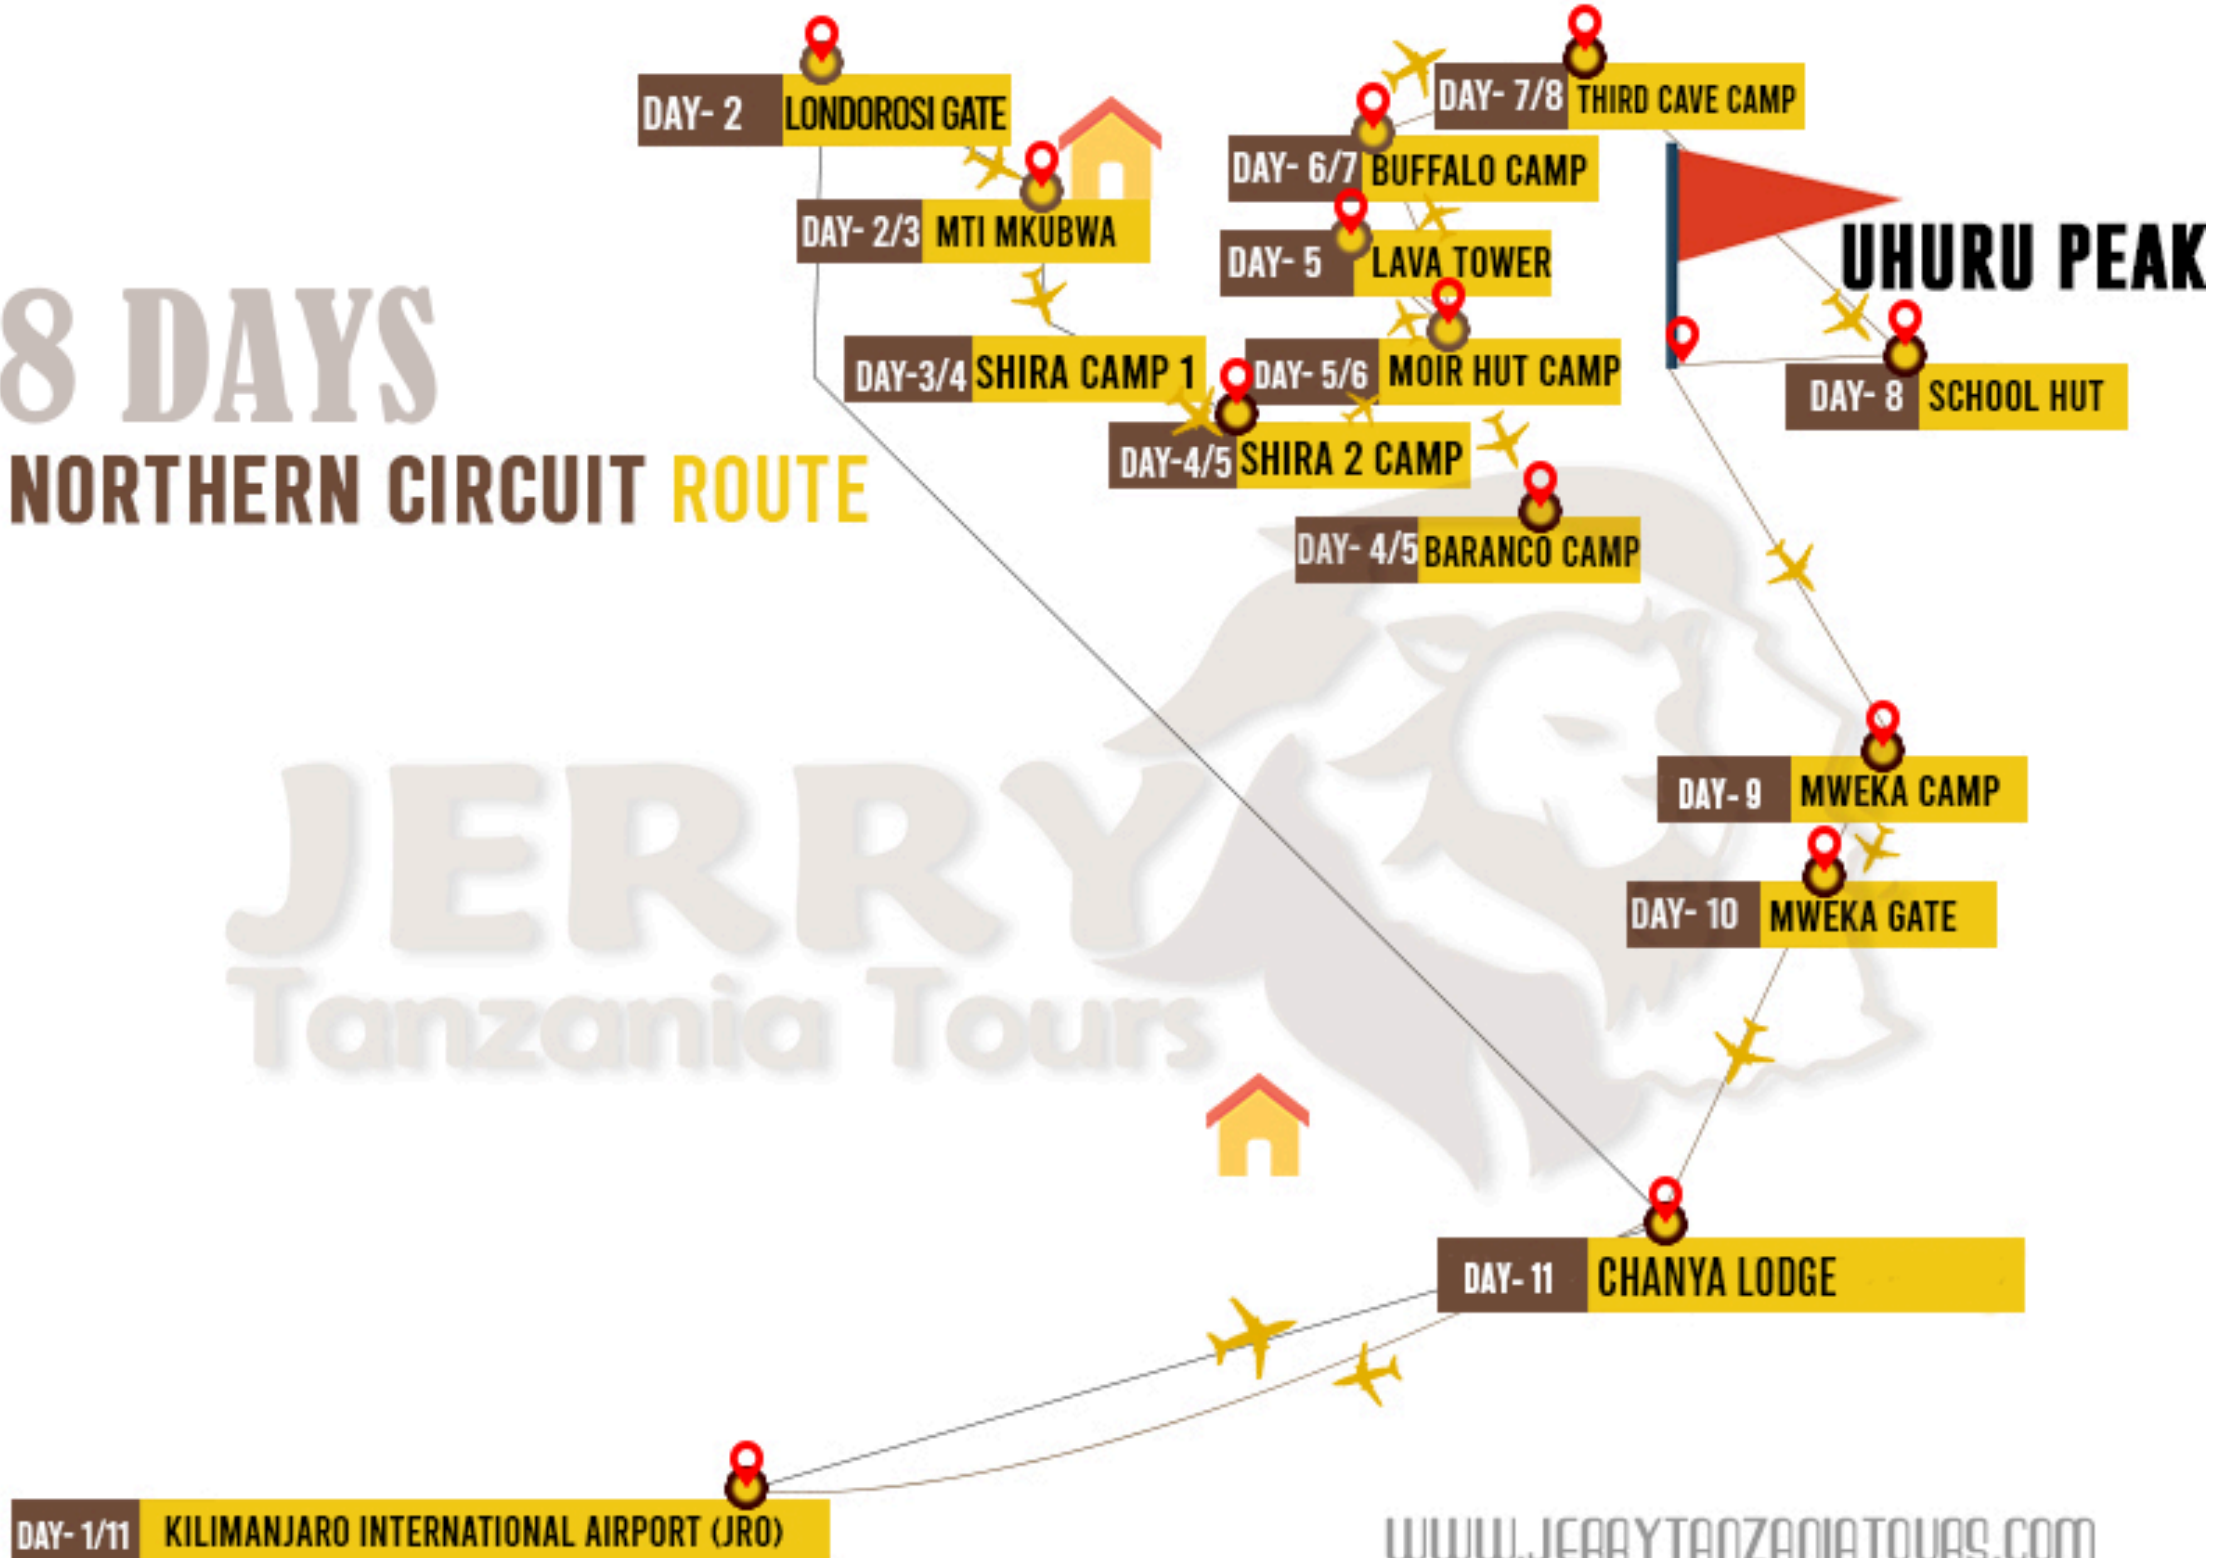 DAY- 2 LONDOROSI GATE
DAY- 7/8 THIRD CAVE CAMP
DAY- 6/7 BUFFALO CAMP
DAY- 2/3 MTI MKUBWA
DAY- 5 LAVA TOWER
UHURU PEAK
8 DAYS
NORTHERN CIRCUIT ROUTE
DAY-3/4 SHIRA CAMP 1
DAY- 5/6 MOIR HUT CAMP
DAY- 8 SCHOOL HUT
DAY-4/5 SHIRA 2 CAMP
DAY- 4/5 BARANCO CAMP
DAY- 9 MWEKA CAMP
JERRY
Tanzania Tours
DAY- 10 MWEKA GATE
DAY- 11 CHANYA LODGE
DAY- 1/11 KILIMANJARO INTERNATIONAL AIRPORT (JRO)
WWW.JERRYTANZANIATOURS.COM